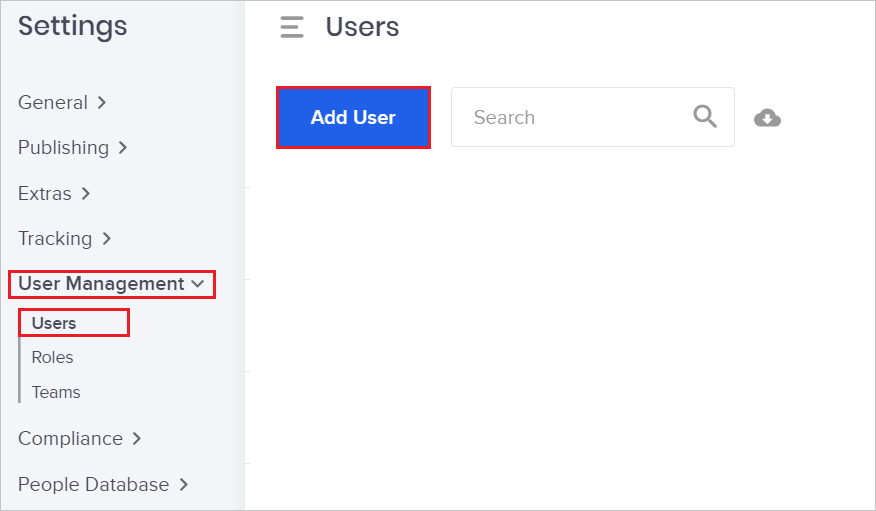 Settings
General
Publishing
Extras
Tracking
User Management
Users
Roles
Teams
Compliance
People Database
Users
Add User
Search